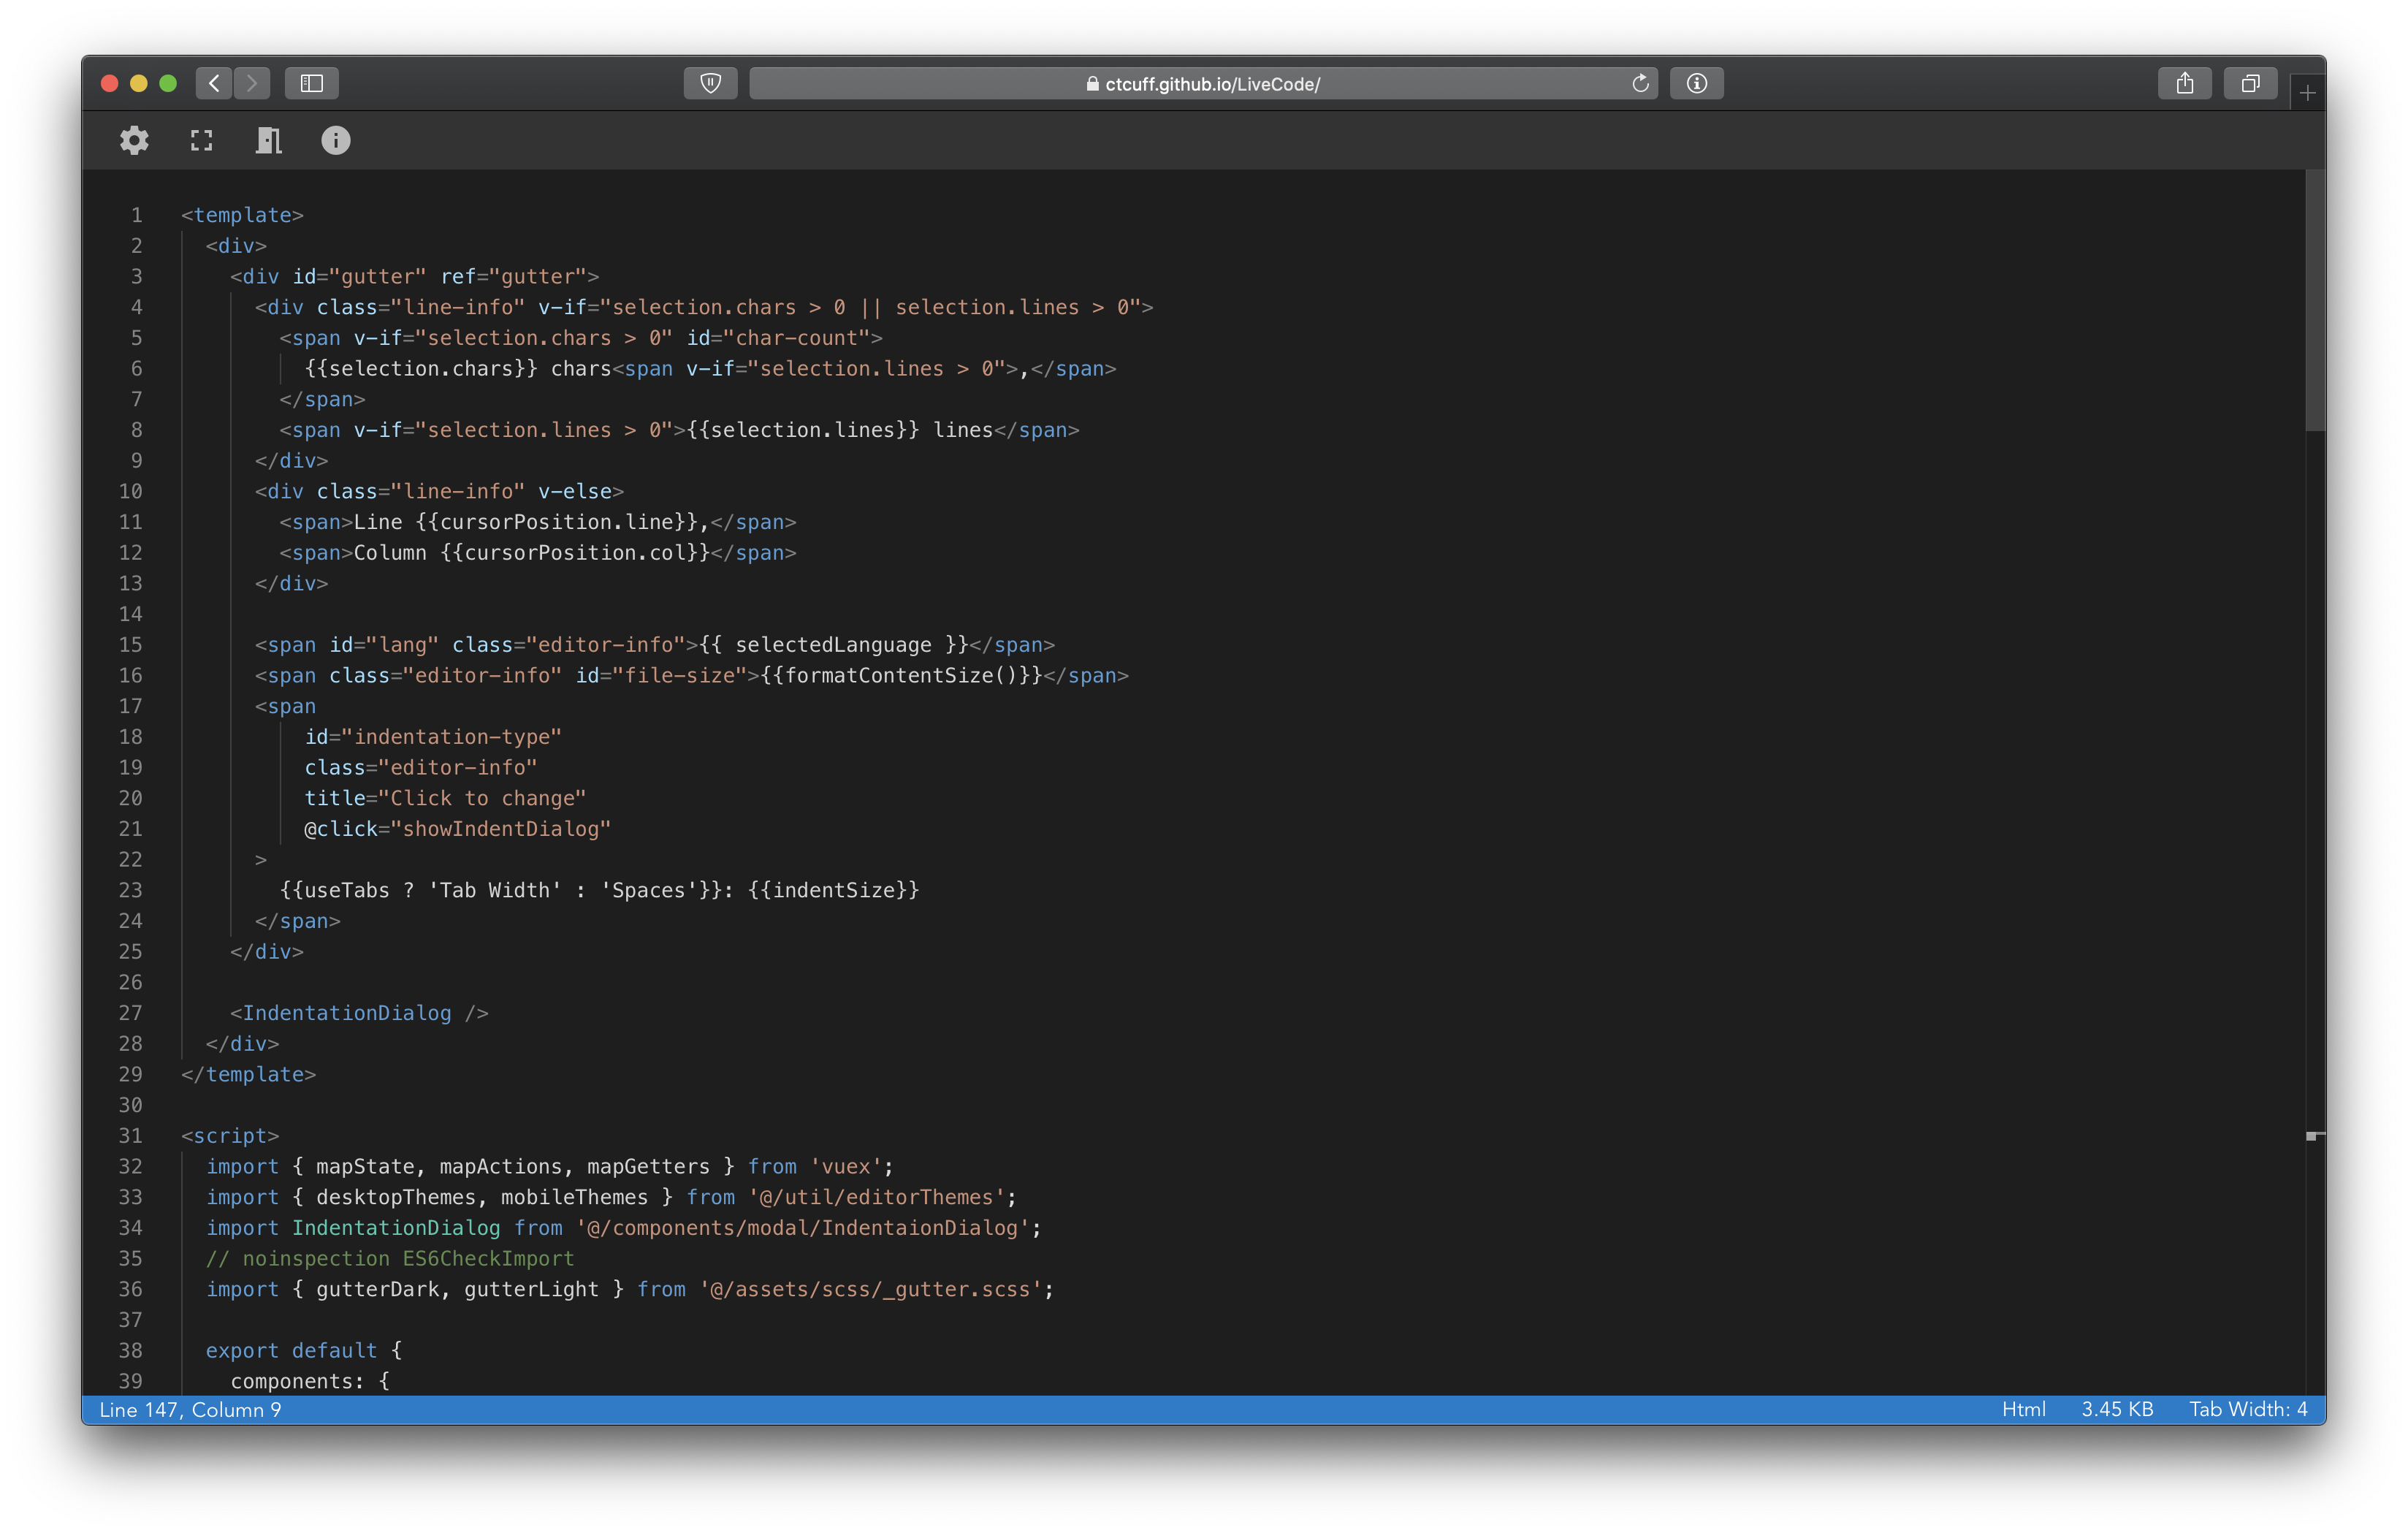 ctcuff.github.io/LiveCode/
1 <template>
2   <div>
3     <div id="gutter" ref="gutter">
4       <div class="line-info" v-if="selection.chars > 0 || selection.lines > 0">
5         <span v-if="selection.chars > 0" id="char-count">
6           {{selection.chars}} chars<span v-if="selection.lines > 0">,</span>
7         </span>
8         <span v-if="selection.lines > 0">{{selection.lines}} lines</span>
9       </div>
10       <div class="line-info" v-else>
11         <span>Line {{cursorPosition.line}},</span>
12         <span>Column {{cursorPosition.col}}</span>
13       </div>
14
15       <span id="lang" class="editor-info">{{ selectedLanguage }}</span>
16       <span class="editor-info" id="file-size">{{formatContentSize()}}</span>
17       <span
18           id="indentation-type"
19           class="editor-info"
20           title="Click to change"
21           @click="showIndentDialog"
22       >
23         {{useTabs ? 'Tab Width' : 'Spaces'}}: {{indentSize}}
24       </span>
25     </div>
26
27     <IndentationDialog />
28   </div>
29 </template>
30
31 <script>
32   import { mapState, mapActions, mapGetters } from 'vuex';
33   import { desktopThemes, mobileThemes } from '@/util/editorThemes';
34   import IndentationDialog from '@/components/modal/IndentaionDialog';
35   // noinspection ES6CheckImport
36   import { gutterDark, gutterLight } from '@/assets/scss/_gutter.scss';
37
38   export default {
39     components: {
Line 147, Column 9 Html 3.45 KB Tab Width: 4